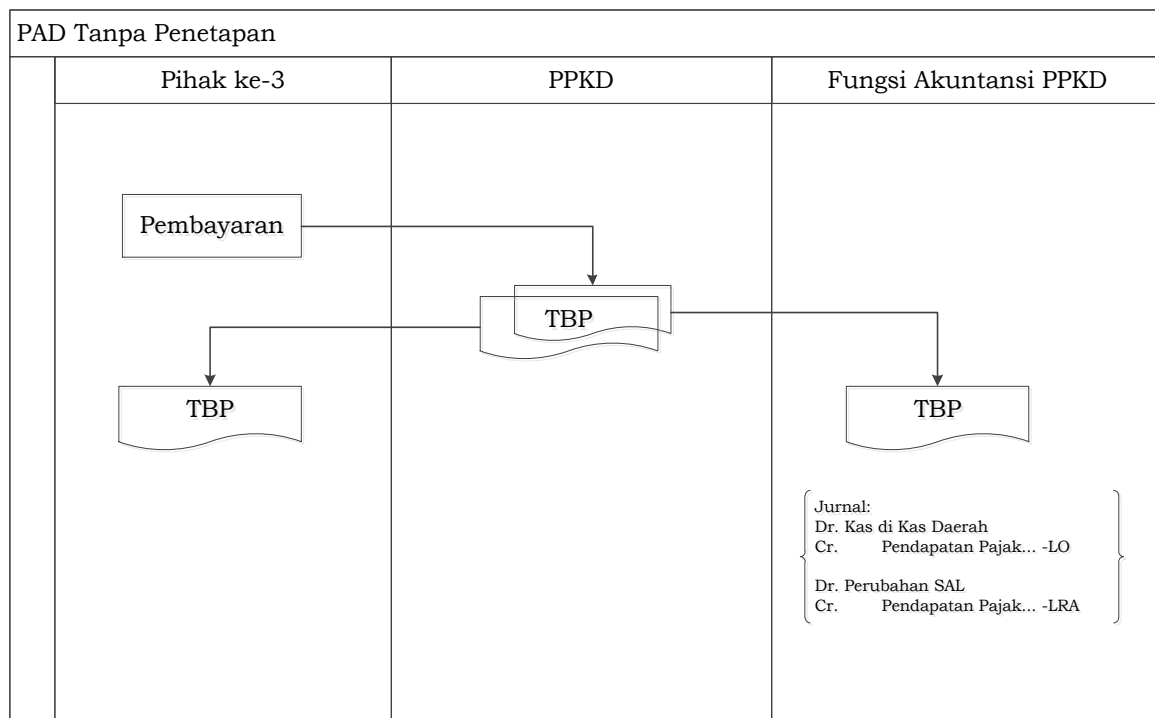 PAD Tanpa Penetapan
Pihak ke-3
PPKD
Fungsi Akuntansi PPKD
Pembayaran
TBP
TBP
TBP
Jurnal:
Dr. Kas di Kas Daerah
Cr. Pendapatan Pajak... -LO
Dr. Perubahan SAL
Cr. Pendapatan Pajak... -LRA